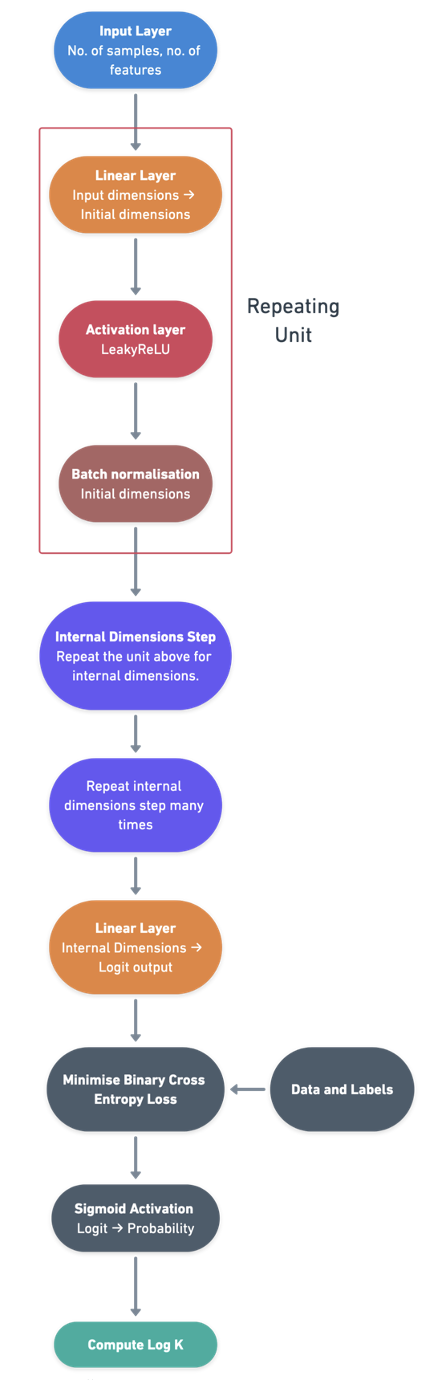 Input Layer
No. of samples, no. of
features
Linear Layer
Input dimensions →
Initial dimensions
Activation layer
LeakyReLU
Batch normalisation
Initial dimensions
Repeating
Unit
Internal Dimensions Step
Repeat the unit above for
internal dimensions.
Repeat internal
dimensions step many
times
Linear Layer
Internal Dimensions →
Logit output
Minimise Binary Cross
Entropy Loss
Data and Labels
Sigmoid Activation
Logit → Probability
Compute Log K